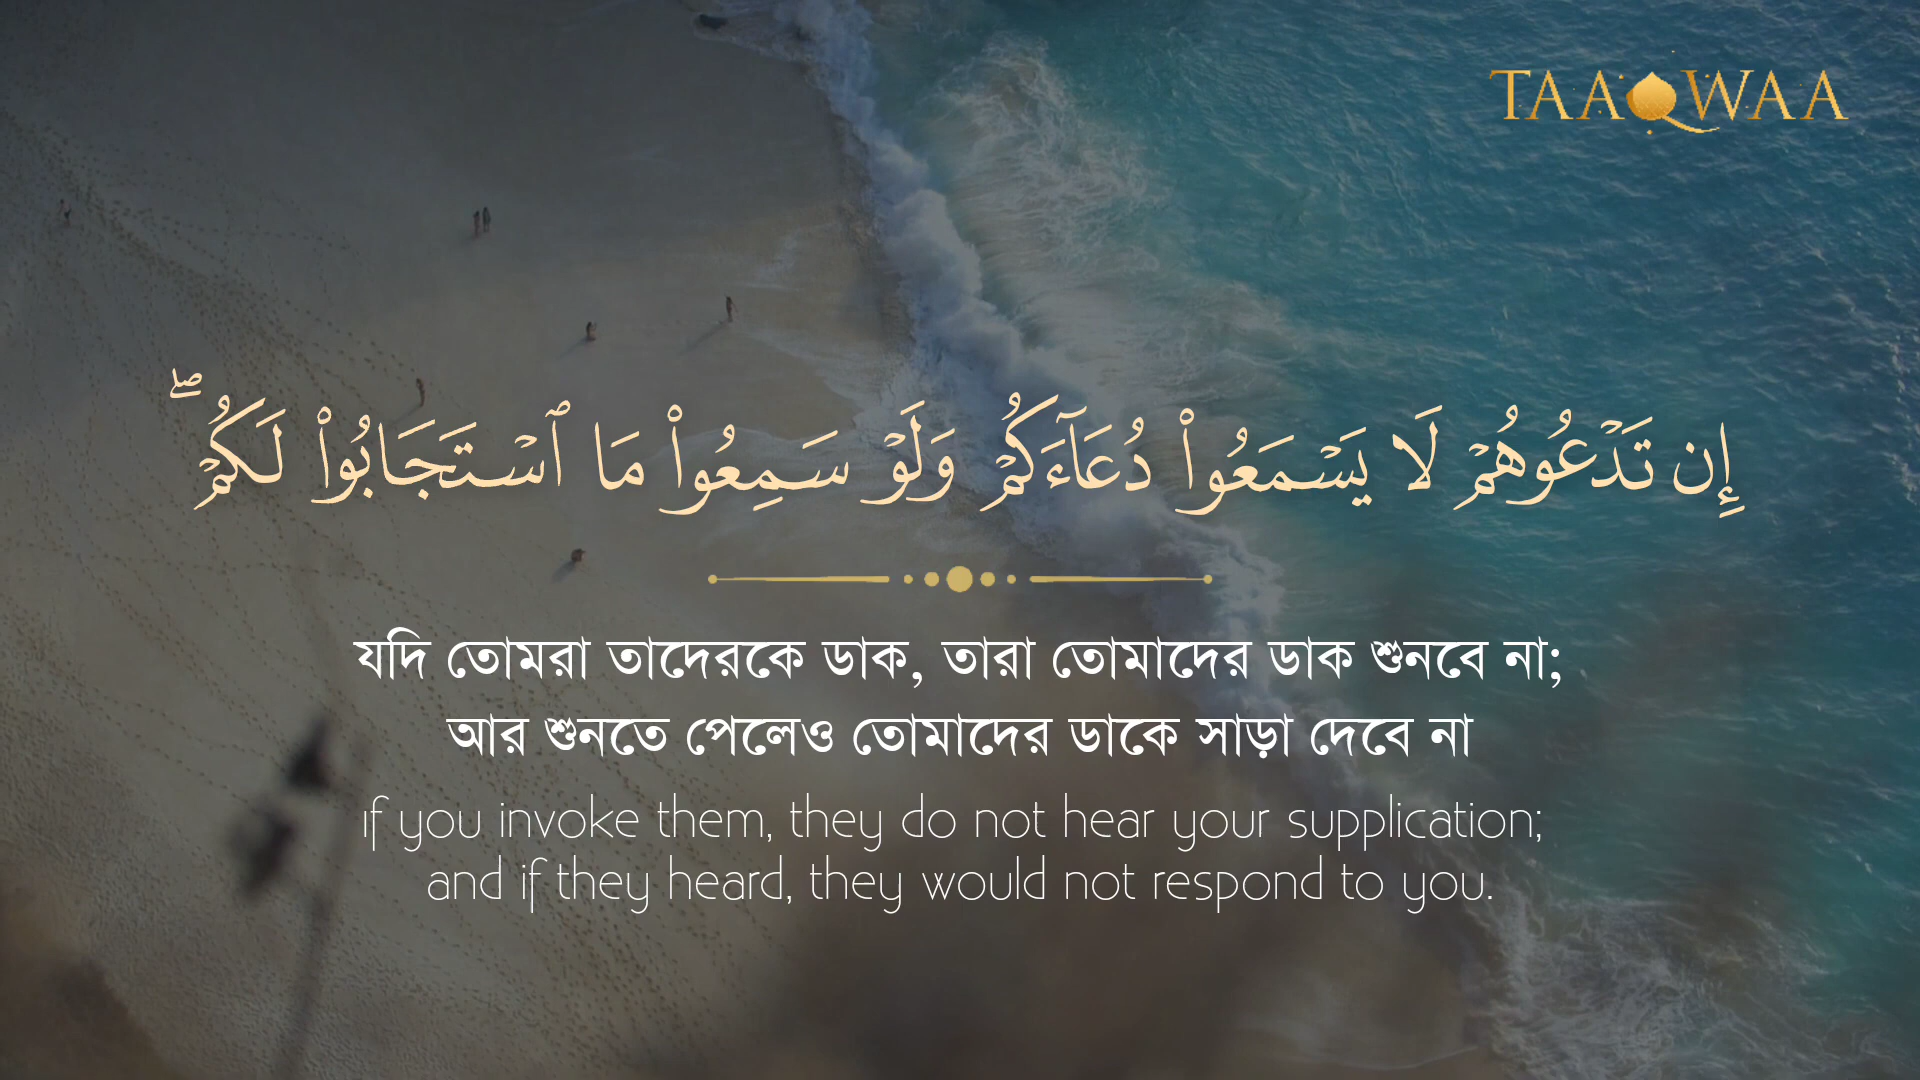 TAAQWAA
إِن تَدْعُوهُمْ لَا يَسْمَعُوا۟ دُعَآءَكُمْ وَلَوْ سَمِعُوا۟ مَا ٱسْتَجَابُوا۟ لَكُمْ ۖ
যদি তোমরা তাদেরকে ডাক, তারা তোমাদের ডাক শুনবে না;
আর শুনতে পেলেও তোমাদের ডাকে সাড়া দেবে না
if you invoke them, they do not hear your supplication;
and if they heard, they would not respond to you.